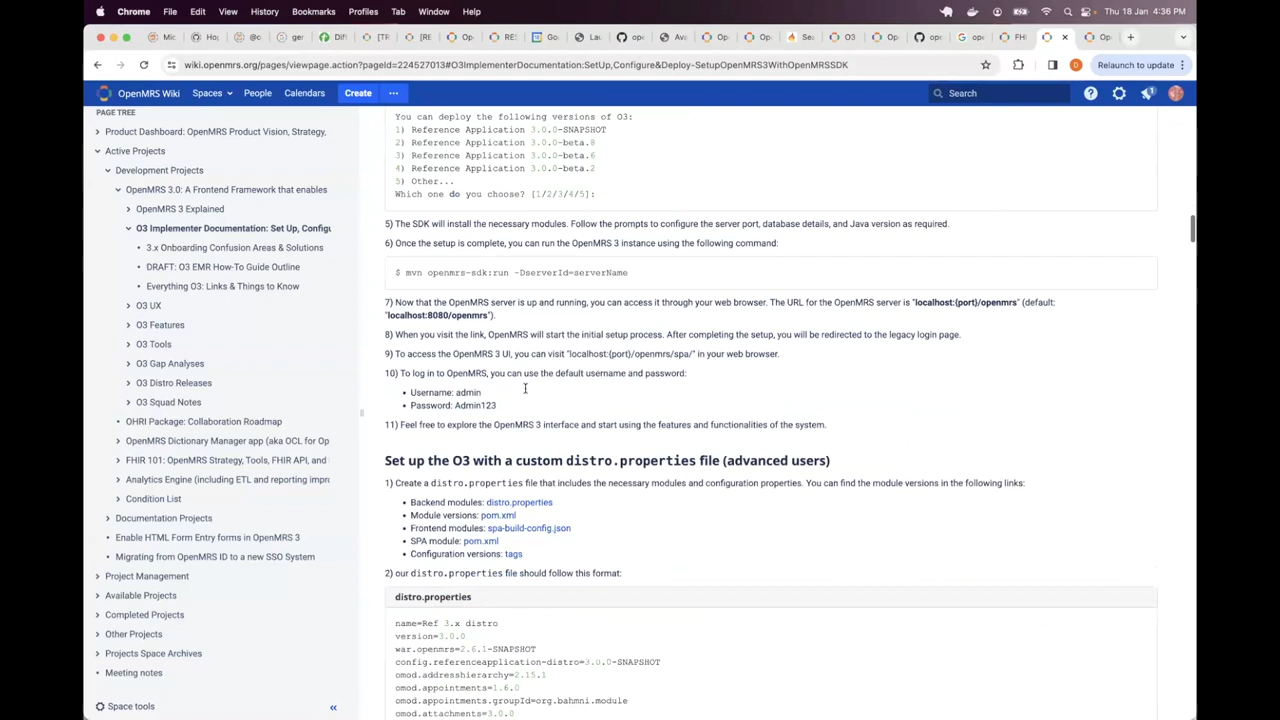 Chrome File Edit View History Bookmarks Profiles Tab Window Help Thu 18 Jan 4:36 PM
Mic Ho @o ger Dif [TR [RE Op RE Go La ope Av Op Op Se O3 Op ope ope FH Op
wiki.openmrs.org/pages/viewpage.action?pageId=224527013#O3ImplementerDocumentation:SetUp,Configure&Deploy-SetupOpenMRS3WithOpenMRSSDK D Relaunch to update
OpenMRS Wiki Spaces People Calendars Create Search
PAGE TREE
Product Dashboard: OpenMRS Product Vision, Strategy,
Active Projects
Development Projects
OpenMRS 3.0: A Frontend Framework that enables
OpenMRS 3 Explained
O3 Implementer Documentation: Set Up, Configu
3.x Onboarding Confusion Areas & Solutions
DRAFT: O3 EMR How-To Guide Outline
Everything O3: Links & Things to Know
O3 UX
O3 Features
O3 Tools
O3 Gap Analyses
O3 Distro Releases
O3 Squad Notes
OHRI Package: Collaboration Roadmap
OpenMRS Dictionary Manager app (aka OCL for Op
FHIR 101: OpenMRS Strategy, Tools, FHIR API, and
Analytics Engine (including ETL and reporting impro
Condition List
Documentation Projects
Enable HTML Form Entry forms in OpenMRS 3
Migrating from OpenMRS ID to a new SSO System
Project Management
Available Projects
Completed Projects
Other Projects
Projects Space Archives
Meeting notes
Space tools
You can deploy the following versions of O3:
1) Reference Application 3.0.0-SNAPSHOT
2) Reference Application 3.0.0-beta.8
3) Reference Application 3.0.0-beta.6
4) Reference Application 3.0.0-beta.2
5) Other...
Which one do you choose? [1/2/3/4/5]:
5) The SDK will install the necessary modules. Follow the prompts to configure the server port, database details, and Java version as required.
6) Once the setup is complete, you can run the OpenMRS 3 instance using the following command:
$ mvn openmrs-sdk:run -DserverId=serverName
7) Now that the OpenMRS server is up and running, you can access it through your web browser. The URL for the OpenMRS server is "localhost:{port}/openmrs" (default:
"localhost:8080/openmrs").
8) When you visit the link, OpenMRS will start the initial setup process. After completing the setup, you will be redirected to the legacy login page.
9) To access the OpenMRS 3 UI, you can visit "localhost:{port}/openmrs/spa/" in your web browser.
10) To log in to OpenMRS, you can use the default username and password:
• Username: admin
• Password: Admin123
11) Feel free to explore the OpenMRS 3 interface and start using the features and functionalities of the system.
Set up the O3 with a custom distro.properties file (advanced users)
1) Create a distro.properties file that includes the necessary modules and configuration properties. You can find the module versions in the following links:
• Backend modules: distro.properties
• Module versions: pom.xml
• Frontend modules: spa-build-config.json
• SPA module: pom.xml
• Configuration versions: tags
2) our distro.properties file should follow this format:
distro.properties
name=Ref 3.x distro
version=3.0.0
war.openmrs=2.6.1-SNAPSHOT
config.referenceapplication-distro=3.0.0-SNAPSHOT
omod.addresshierarchy=2.15.1
omod.appointments=1.6.0
omod.appointments.groupId=org.bahmni.module
omod.attachments=3.0.0